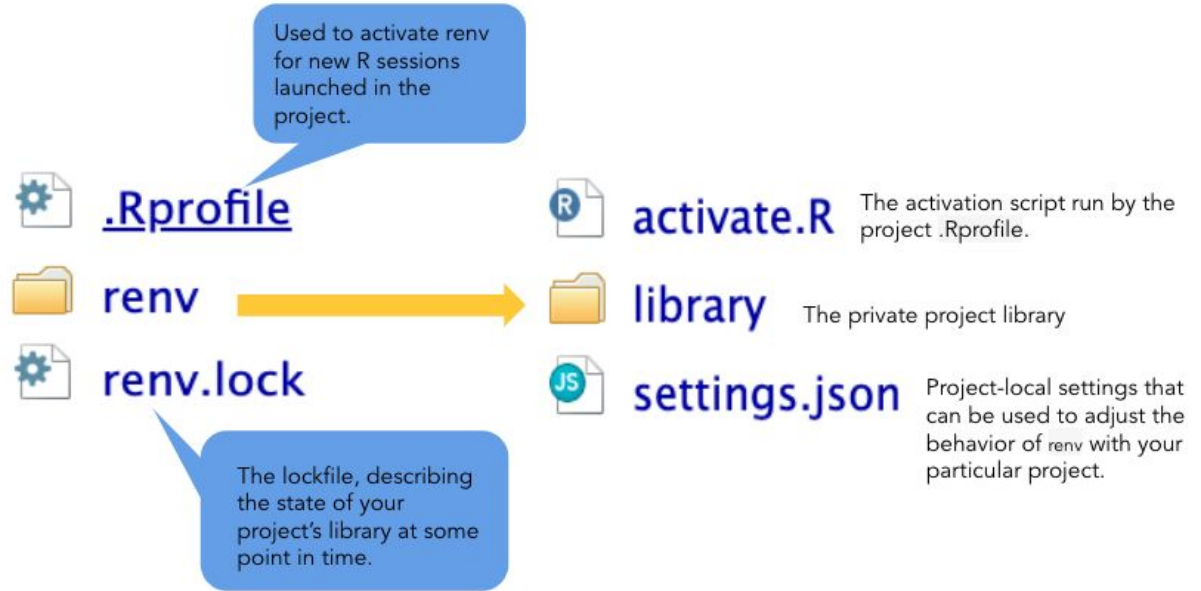 Used to activate renv
for new R sessions
launched in the
project.
.Rprofile
renv
renv.lock
The lockfile, describing
the state of your
project's library at some
point in time.
activate.R
The activation script run by the
project .Rprofile.
library
The private project library
settings.json
Project-local settings that
can be used to adjust the
behavior of renv with your
particular project.
R
JS